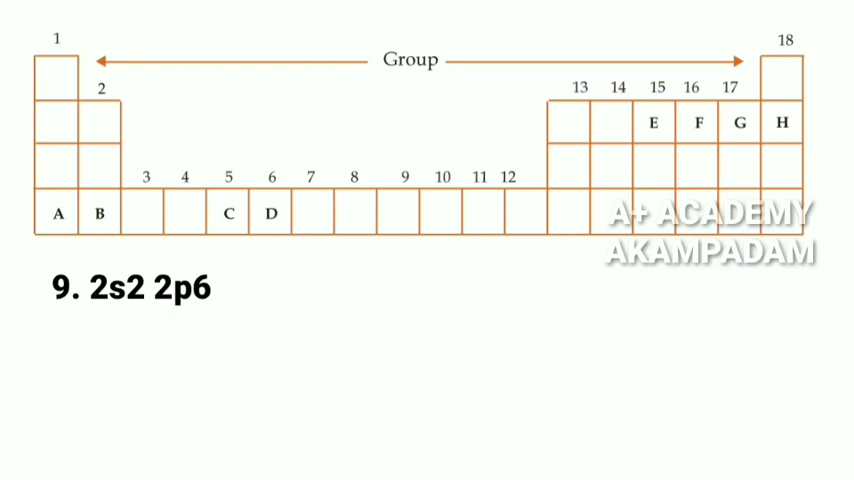 1 18
Group
2 13 14 15 16 17
E F G H
3 4 5 6 7 8 9 10 11 12
A B C D
A+ ACADEMY
AKAMPADAM
9. 2s2 2p6